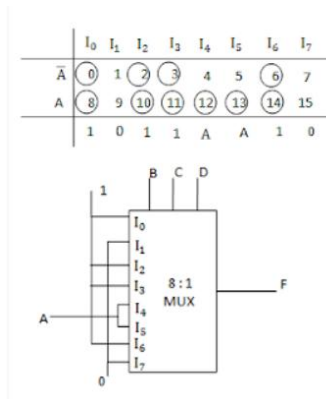 I₀ I₁ I₂ I₃ I₄ I₅ I₆ I₇
A̅ 0 1 2 3 4 5 6 7
A 8 9 10 11 12 13 14 15
1 0 1 1 A A 1 0
1 B C D
I₀
I₁
I₂
I₃
8:1
MUX
F
A
I₄
I₅
I₆
I₇
0